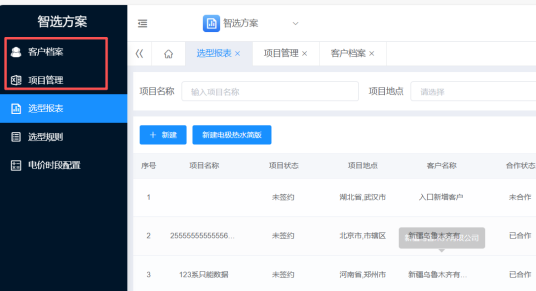 智选方案
智选方案
客户档案
项目管理
选型报表
选型规则
电价时段配置
选型报表 ×
项目管理 ×
客户档案 ×
项目名称 输入项目名称 项目地点 请选择
+ 新建 新建电极热水简版
序号 项目名称 项目状态 项目地点 客户名称 合作状态
1 未签约 湖北省,武汉市 入口新增客户 未合作
2 25555555555556... 未签约 北京市,市辖区 新疆乌鲁木齐有 已合作
3 123系只能数据 未签约 河南省,郑州市 新疆乌鲁木齐有... 已合作